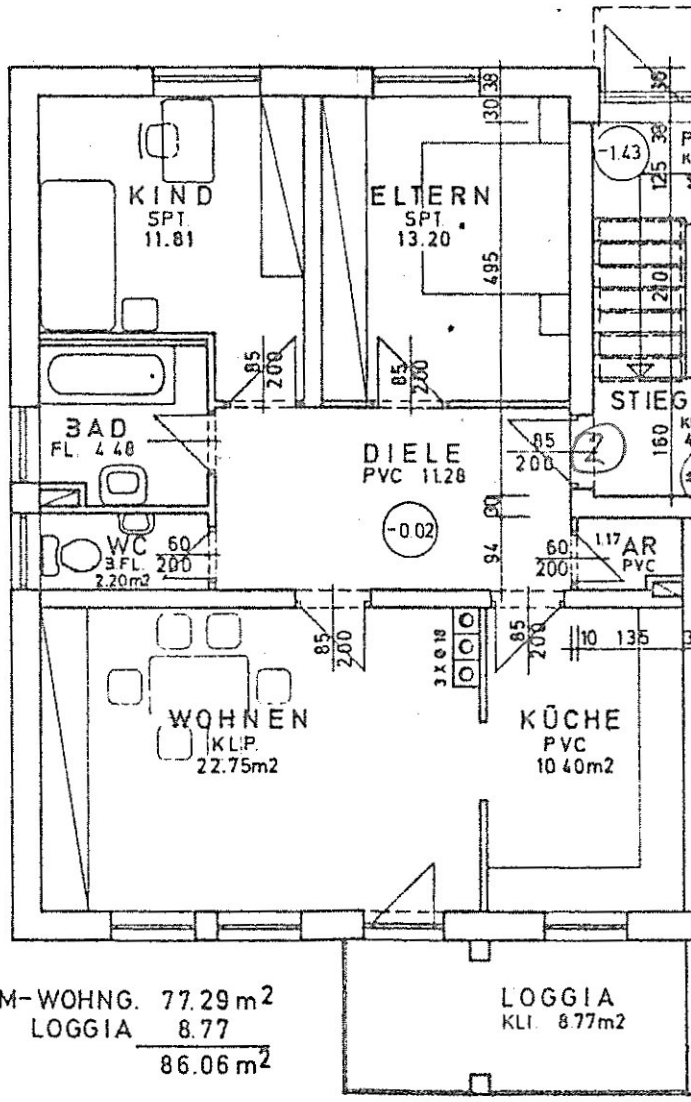 38
30
38
38
125
-1.43
KIND
SPT.
11.81
ELTERN
SPT.
13.20
495
210
85
200
85
200
STIEG
160
BAD
FL. 4.48
DIELE
PVC 11.28
85
200
2
-0.02
30
94
WC
3.FL.
2.20m2
60
200
60
200
1.17 AR
PVC
85
200
3 X Ø 18
85
200
10 135
WOHNEN
KLP.
22.75m2
KÜCHE
PVC
10.40m2
M-WOHNG. 77.29 m2
LOGGIA 8.77
86.06 m2
LOGGIA
KLI. 8.77m2